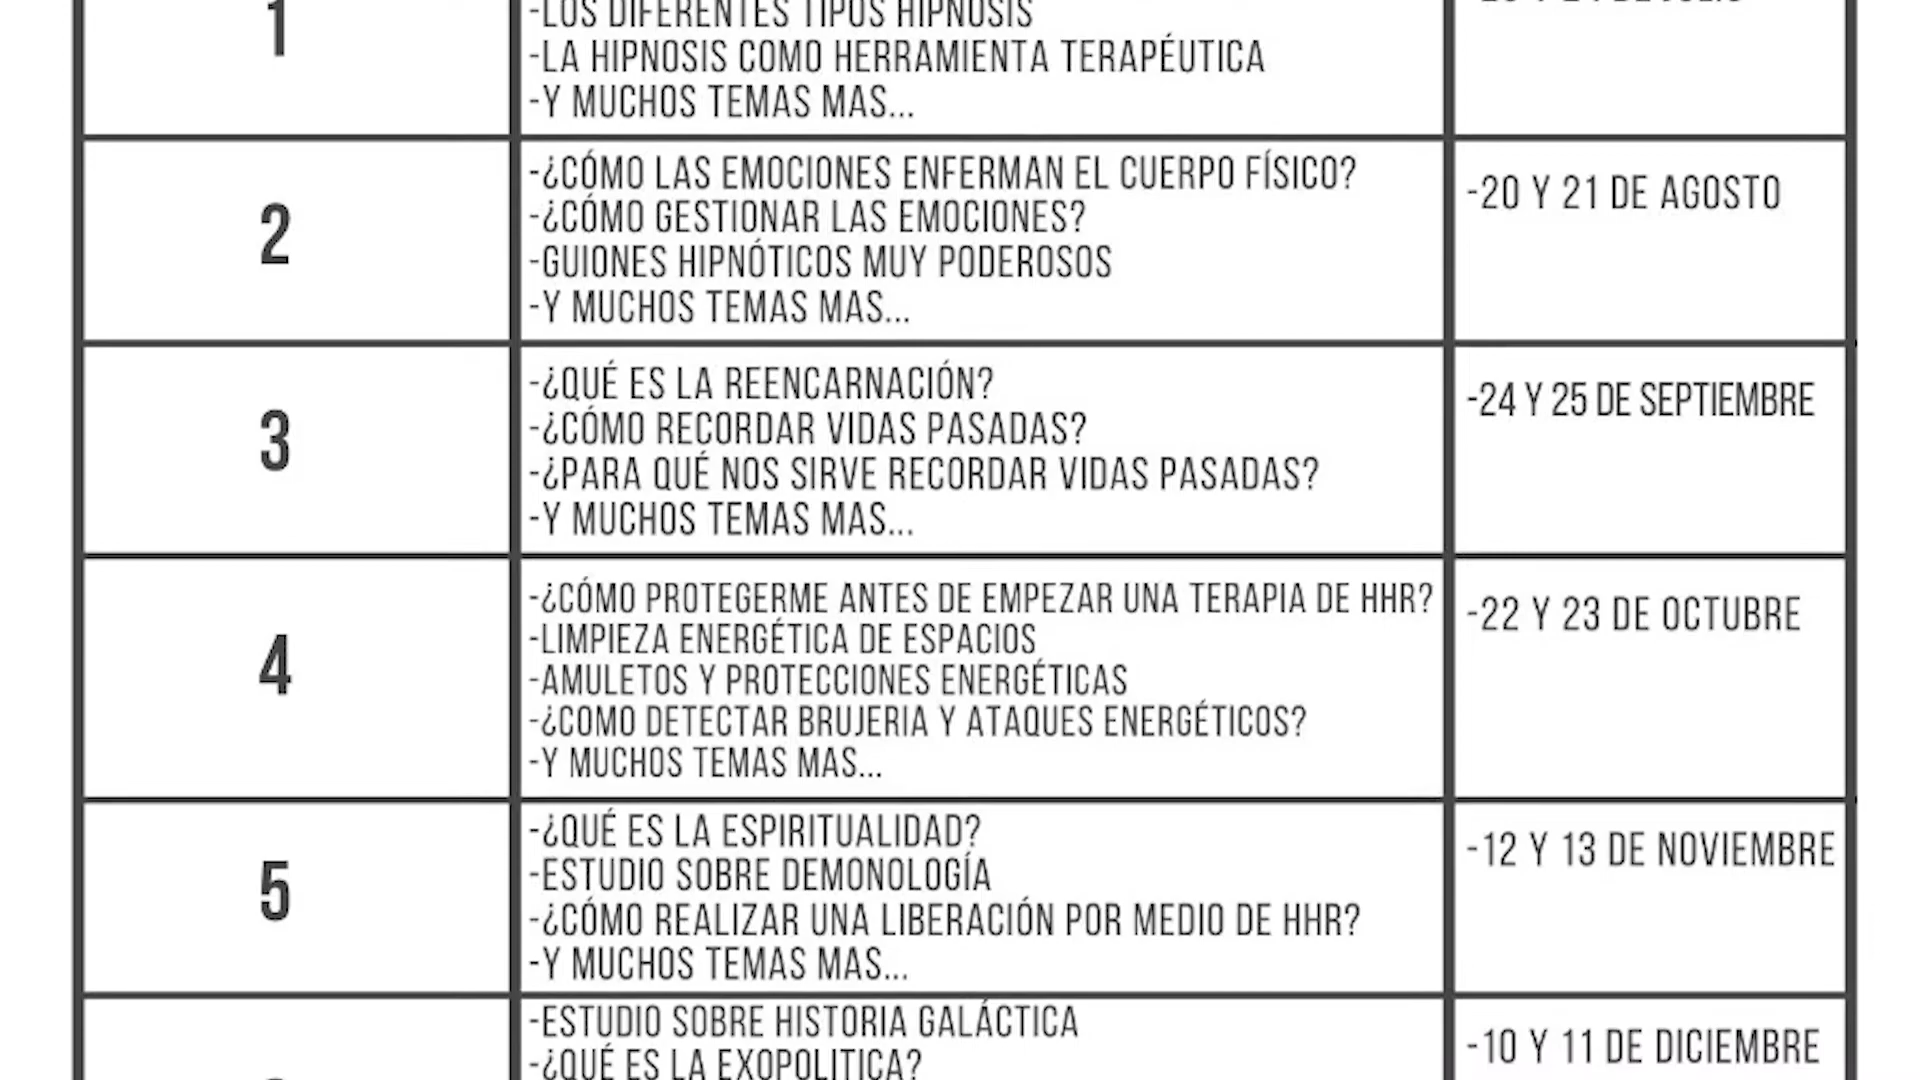 1
-LOS DIFERENTES TIPOS HIPNOSIS
-LA HIPNOSIS COMO HERRAMIENTA TERAPÉUTICA
-Y MUCHOS TEMAS MAS...
2
-¿CÓMO LAS EMOCIONES ENFERMAN EL CUERPO FÍSICO?
-¿CÓMO GESTIONAR LAS EMOCIONES?
-GUIONES HIPNÓTICOS MUY PODEROSOS
-Y MUCHOS TEMAS MAS...
-20 Y 21 DE AGOSTO
3
-¿QUÉ ES LA REENCARNACIÓN?
-¿CÓMO RECORDAR VIDAS PASADAS?
-¿PARA QUÉ NOS SIRVE RECORDAR VIDAS PASADAS?
-Y MUCHOS TEMAS MAS...
-24 Y 25 DE SEPTIEMBRE
4
-¿CÓMO PROTEGERME ANTES DE EMPEZAR UNA TERAPIA DE HHR?
-LIMPIEZA ENERGÉTICA DE ESPACIOS
-AMULETOS Y PROTECCIONES ENERGÉTICAS
-¿COMO DETECTAR BRUJERIA Y ATAQUES ENERGÉTICOS?
-Y MUCHOS TEMAS MAS...
-22 Y 23 DE OCTUBRE
5
-¿QUÉ ES LA ESPIRITUALIDAD?
-ESTUDIO SOBRE DEMONOLOGÍA
-¿CÓMO REALIZAR UNA LIBERACIÓN POR MEDIO DE HHR?
-Y MUCHOS TEMAS MAS...
-12 Y 13 DE NOVIEMBRE
-ESTUDIO SOBRE HISTORIA GALÁCTICA
-¿QUÉ ES LA EXOPOLITICA?
-10 Y 11 DE DICIEMBRE